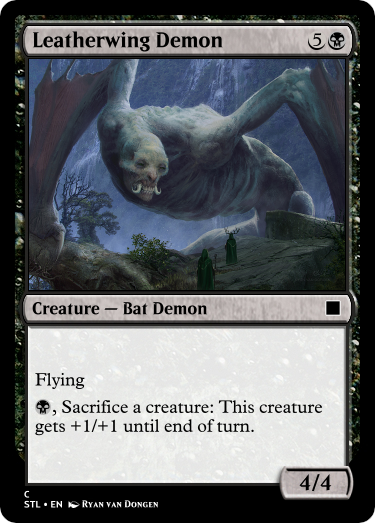 Leatherwing Demon 5
Creature — Bat Demon
Flying
, Sacrifice a creature: This creature
gets +1/+1 until end of turn.
4/4
C
STL • EN Ryan van Dongen